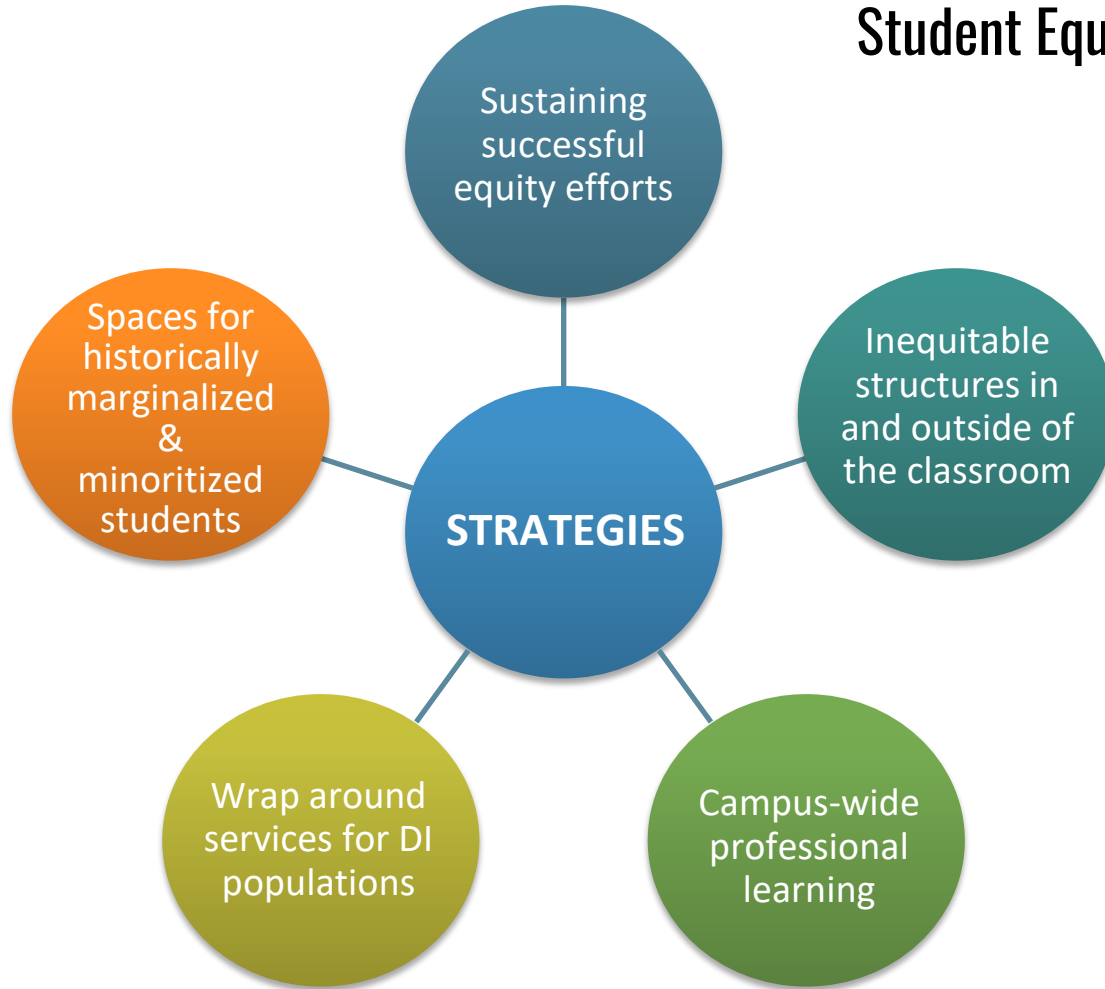 Student Equ
Sustaining
successful
equity efforts
Spaces for
historically
marginalized
&
minoritized
students
Inequitable
structures in
and outside of
the classroom
STRATEGIES
Wrap around
services for DI
populations
Campus-wide
professional
learning